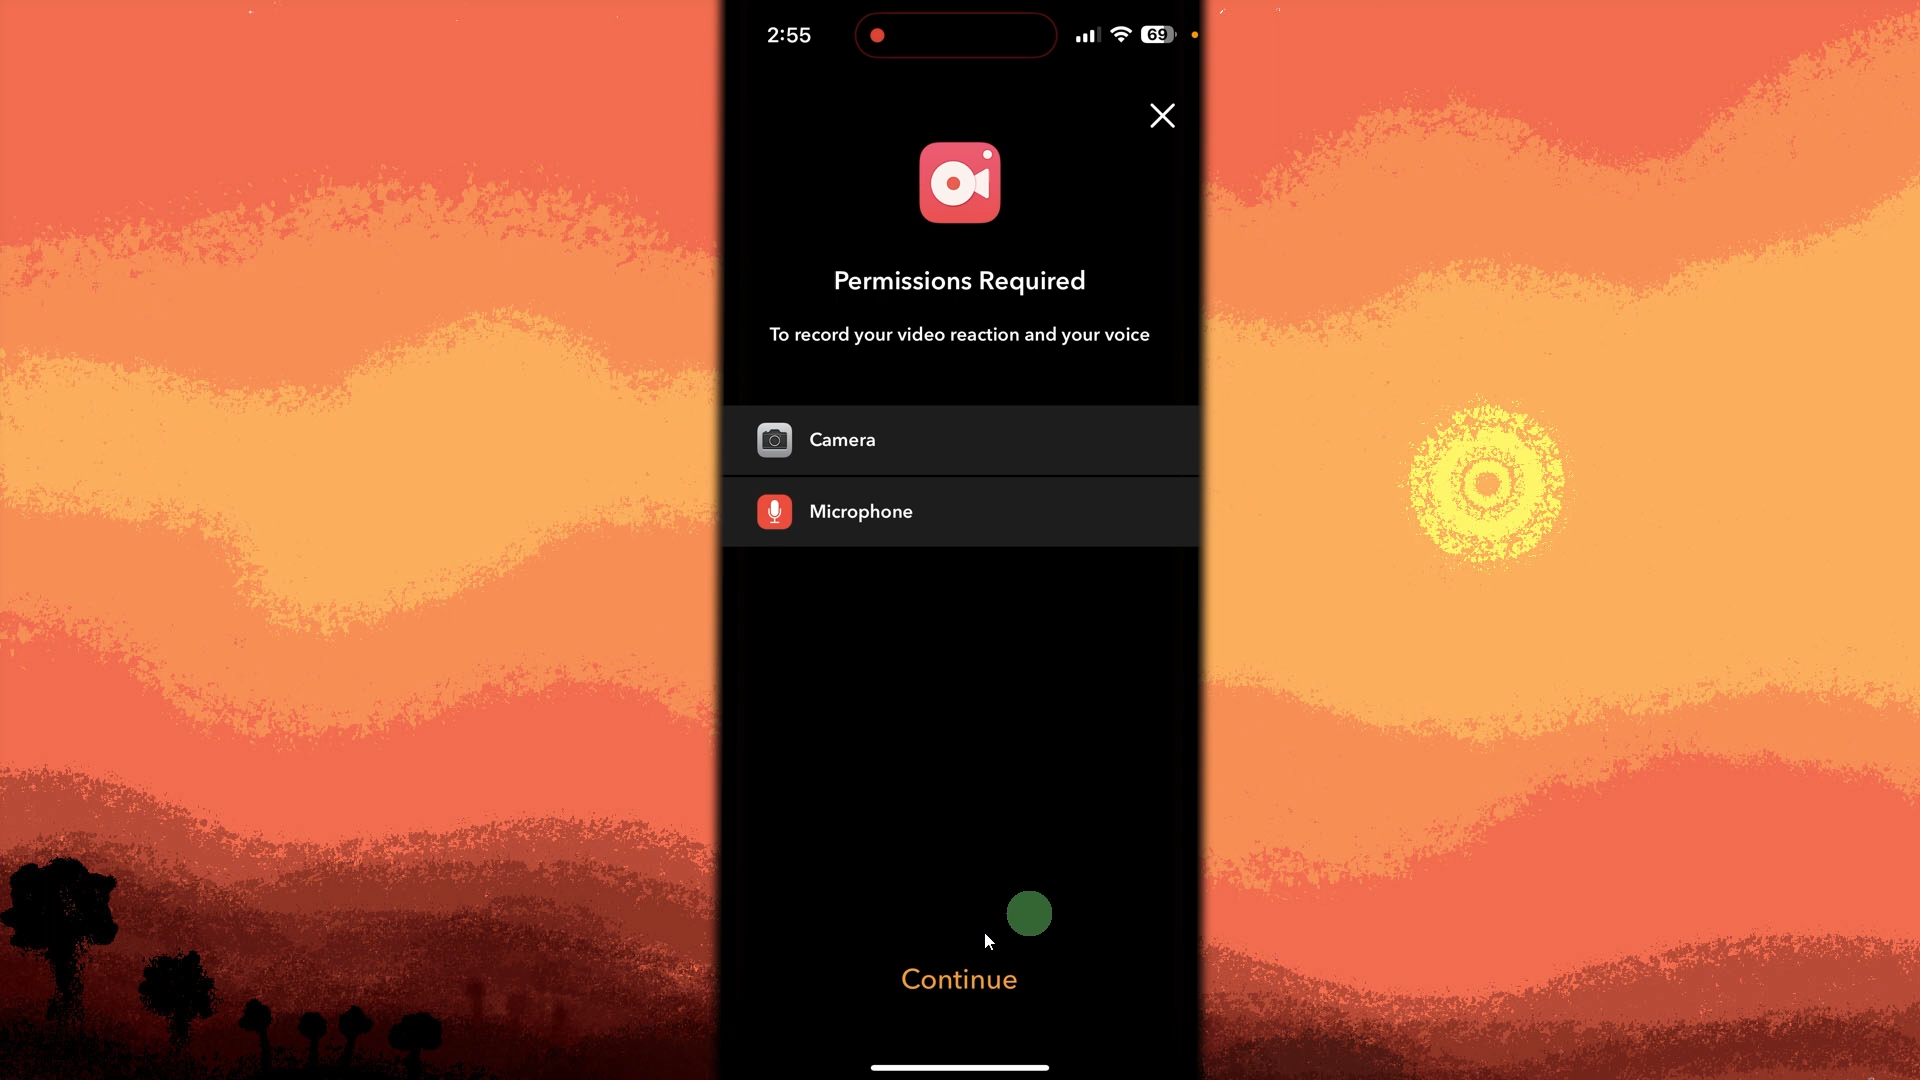 2:55
69
Permissions Required
To record your video reaction and your voice
Camera
Microphone
Continue